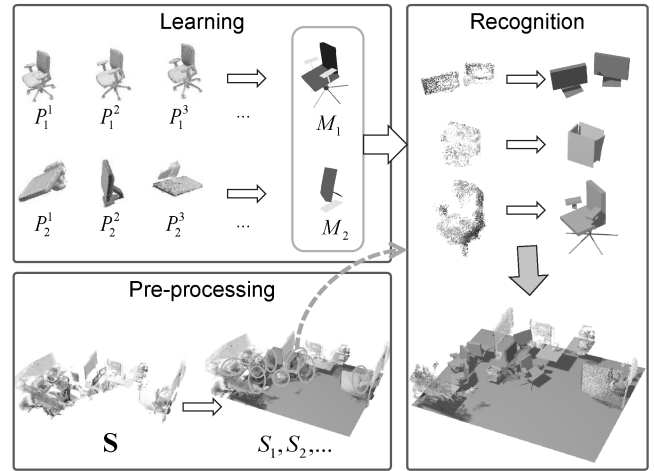 Learning
P_1^1 P_1^2 P_1^3 ... M_1
P_2^1 P_2^2 P_2^3 ... M_2
Pre-processing
S S_1, S_2, ...
Recognition